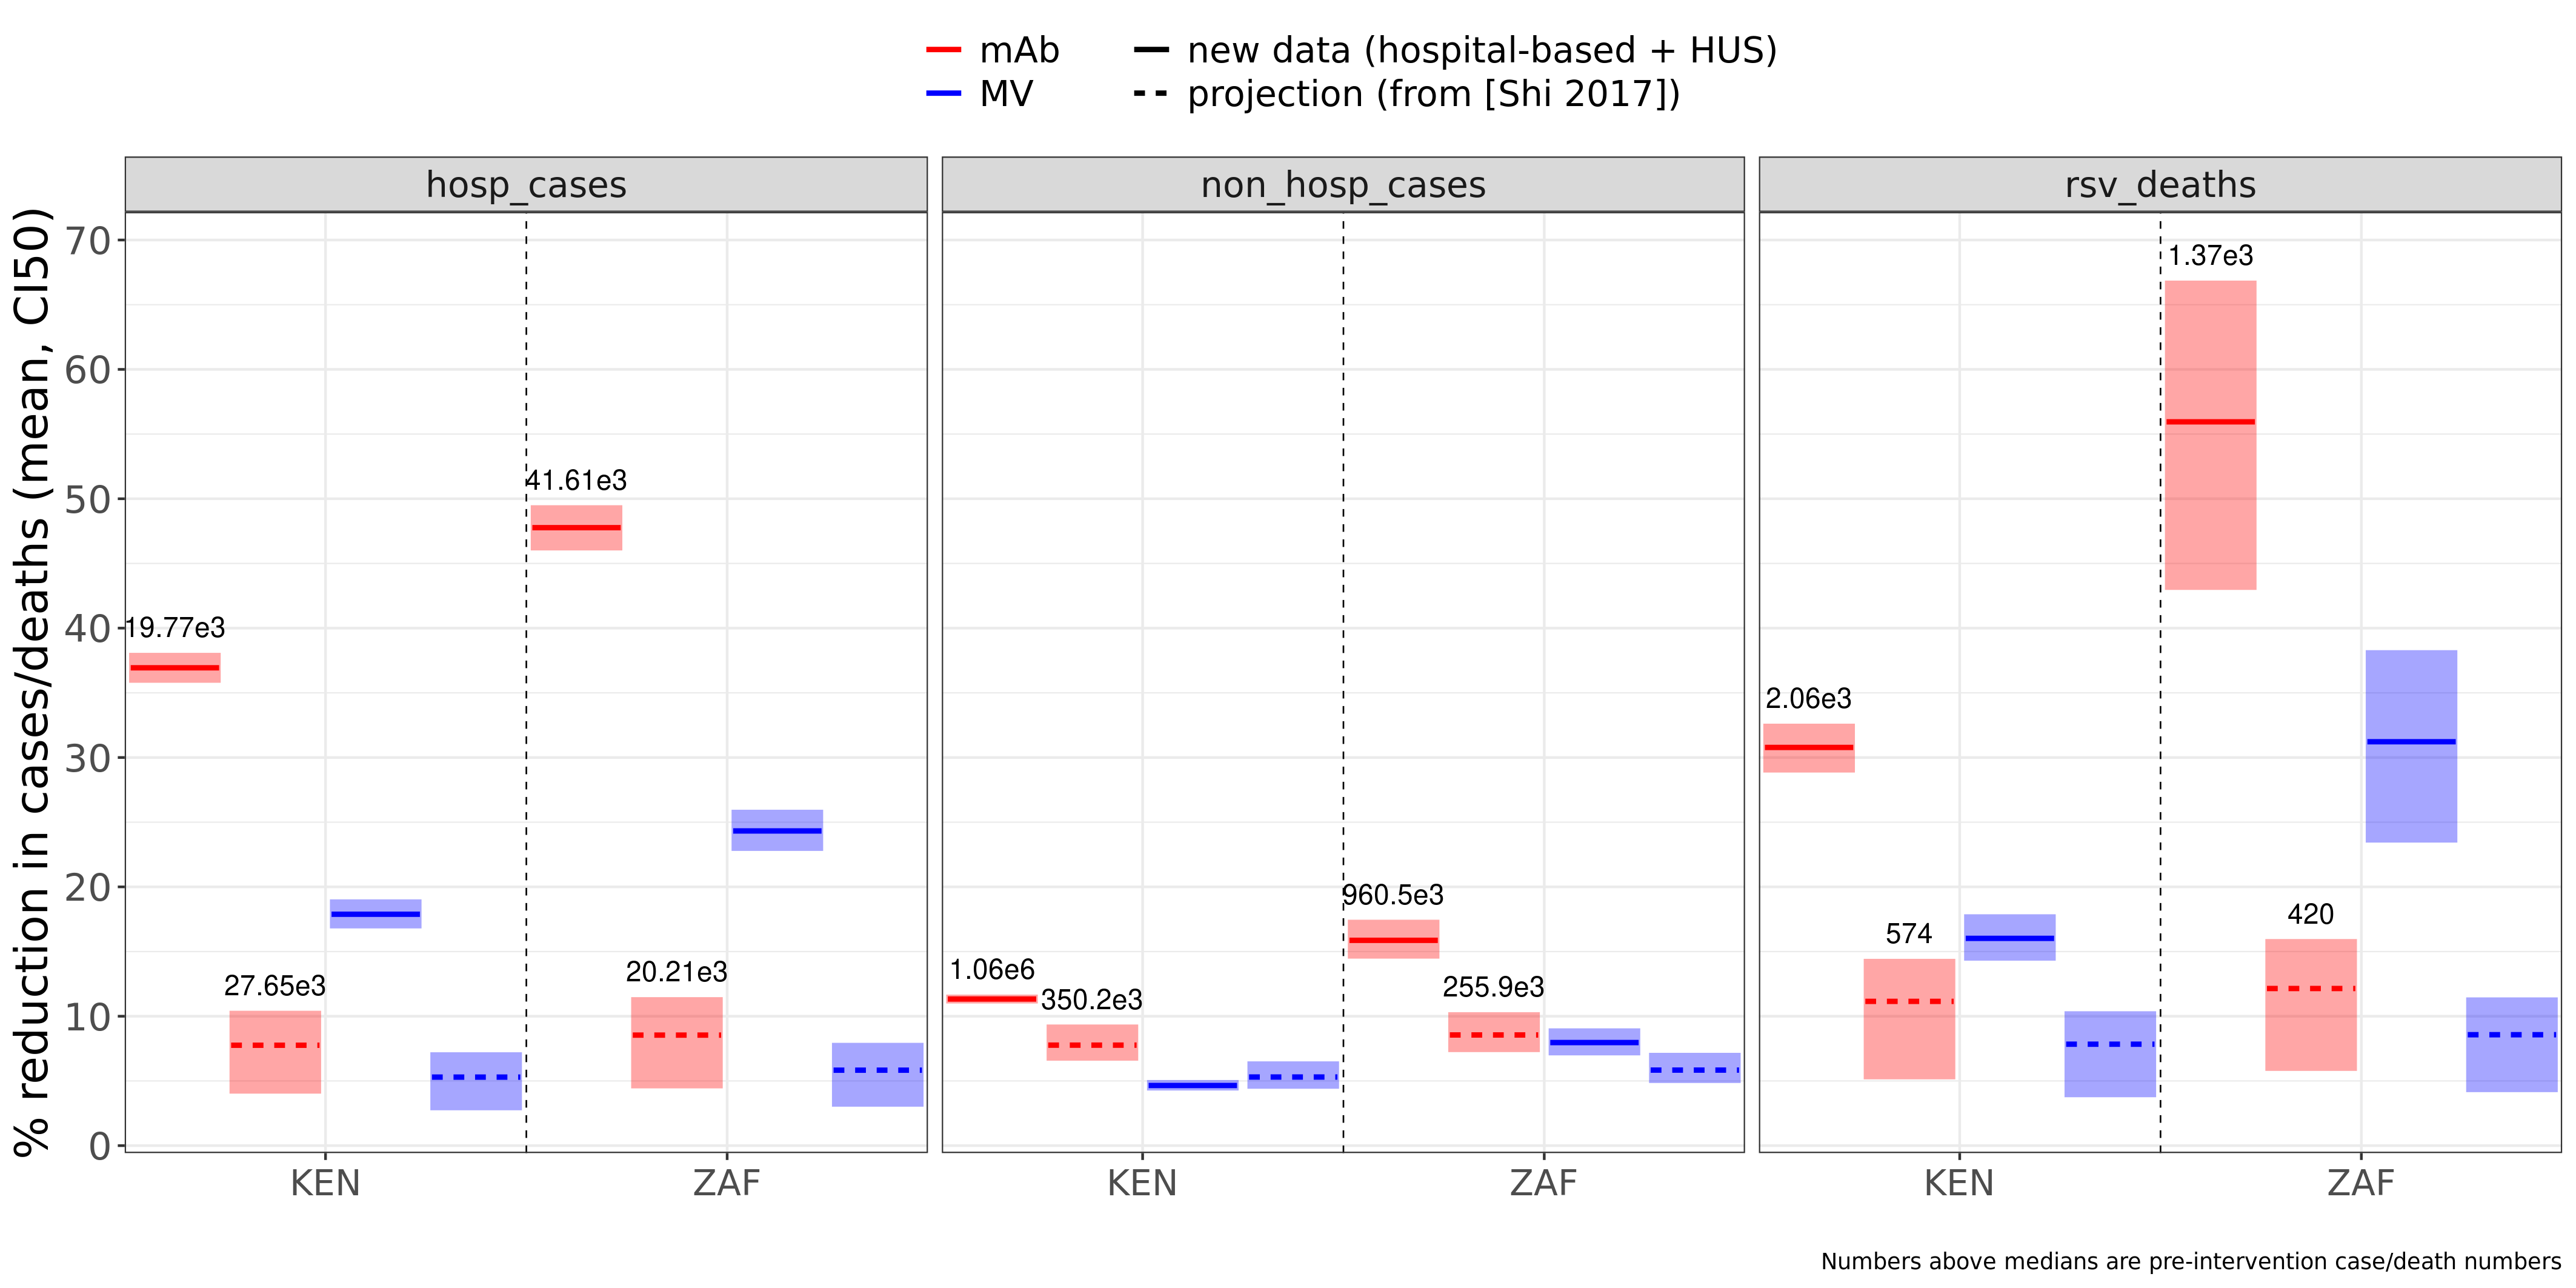 mAb
MV
new data (hospital-based + HUS)
projection (from [Shi 2017])
% reduction in cases/deaths (mean, CI50)
hosp_cases
non_hosp_cases
rsv_deaths
70
60
50
40
30
20
10
0
19.77e3
27.65e3
41.61e3
20.21e3
1.06e6
350.2e3
960.5e3
255.9e3
2.06e3
574
1.37e3
420
KEN
ZAF
KEN
ZAF
KEN
ZAF
Numbers above medians are pre-intervention case/death numbers